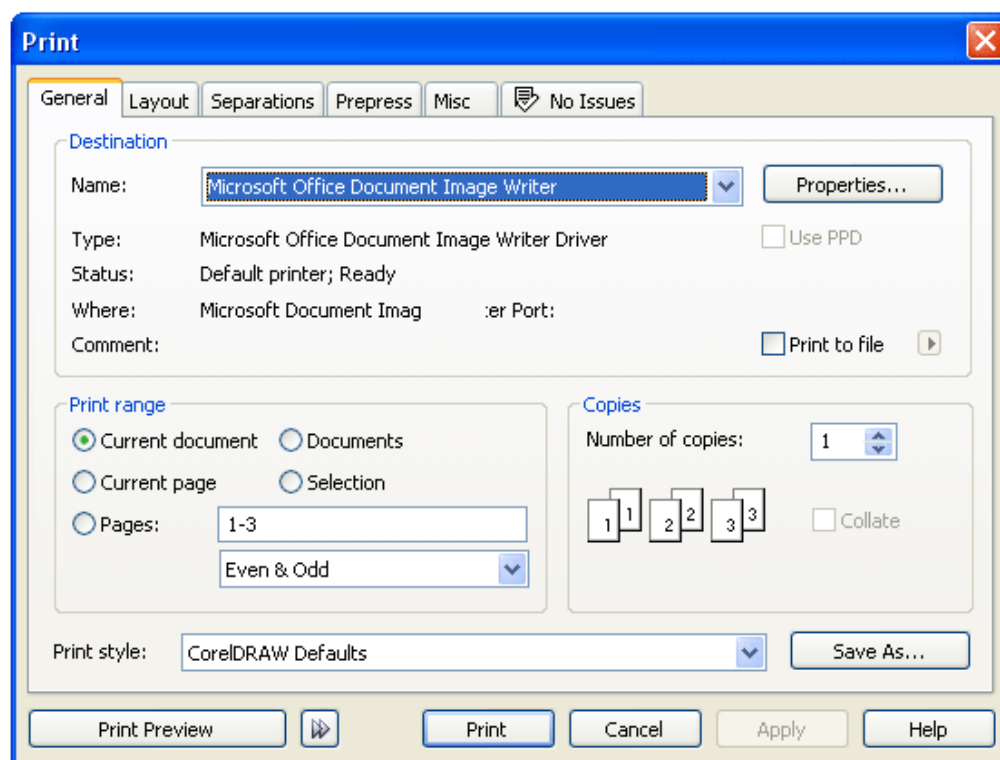 Print
General Layout Separations Prepress Misc No Issues
Destination
Name: Microsoft Office Document Image Writer Properties...
Type: Microsoft Office Document Image Writer Driver Use PPD
Status: Default printer; Ready
Where: Microsoft Document Imag Port:
Comment: Print to file
Print range Copies
Current document Documents Number of copies: 1
Current page Selection
1 1 2 2 3 3 Collate
Pages: 1-3
Even & Odd
Print style: CorelDRAW Defaults Save As...
Print Preview Print Cancel Apply Help